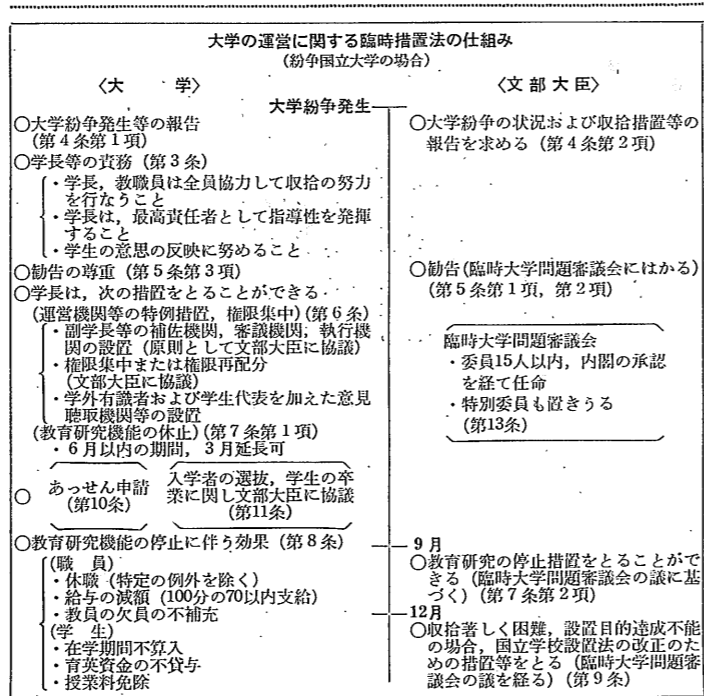 大学の運営に関する臨時措置法の仕組み
(紛争国立大学の場合)
〈大　　学〉
〈文部大臣〉
大学紛争発生
○大学紛争発生等の報告
(第4条第1項)
○学長等の責務 (第3条)
・学長，教職員は全員協力して収拾の努力
を行なうこと
・学長は，最高責任者として指導性を発揮
すること
・学生の意思の反映に努めること
○勧告の尊重 (第5条第3項)
○学長は，次の措置をとることができる
(運営機関等の特例措置，権限集中) (第6条)
・副学長等の補佐機関，審議機関，執行機
関の設置 (原則として文部大臣に協議)
・権限集中または権限再配分
(文部大臣に協議)
・学外有識者および学生代表を加えた意見
聴取機関等の設置
(教育研究機能の休止) (第7条第1項)
・6月以内の期間，3月延長可
○
あっせん申請
(第10条)
入学者の選抜，学生の卒
業に関し文部大臣に協議
(第11条)
○教育研究機能の停止に伴う効果 (第8条)
(職　員)
・休職 (特定の例外を除く)
・給与の減額 (100分の70以内支給)
・教員の欠員の不補充
(学　生)
・在学期間不算入
・育英資金の不貸与
・授業料免除
○大学紛争の状況および収拾措置等の
報告を求める (第4条第2項)
○勧告 (臨時大学問題審議会にはかる)
(第5条第1項，第2項)
臨時大学問題審議会
・委員15人以内，内閣の承認
を経て任命
・特別委員も置きうる
(第13条)
9月
○教育研究の停止措置をとることがで
きる (臨時大学問題審議会の議に基
づく) (第7条第2項)
12月
○収拾著しく困難，設置目的達成不能
の場合，国立学校設置法の改正のた
めの措置等をとる (臨時大学問題審
議会の議を経る) (第9条)